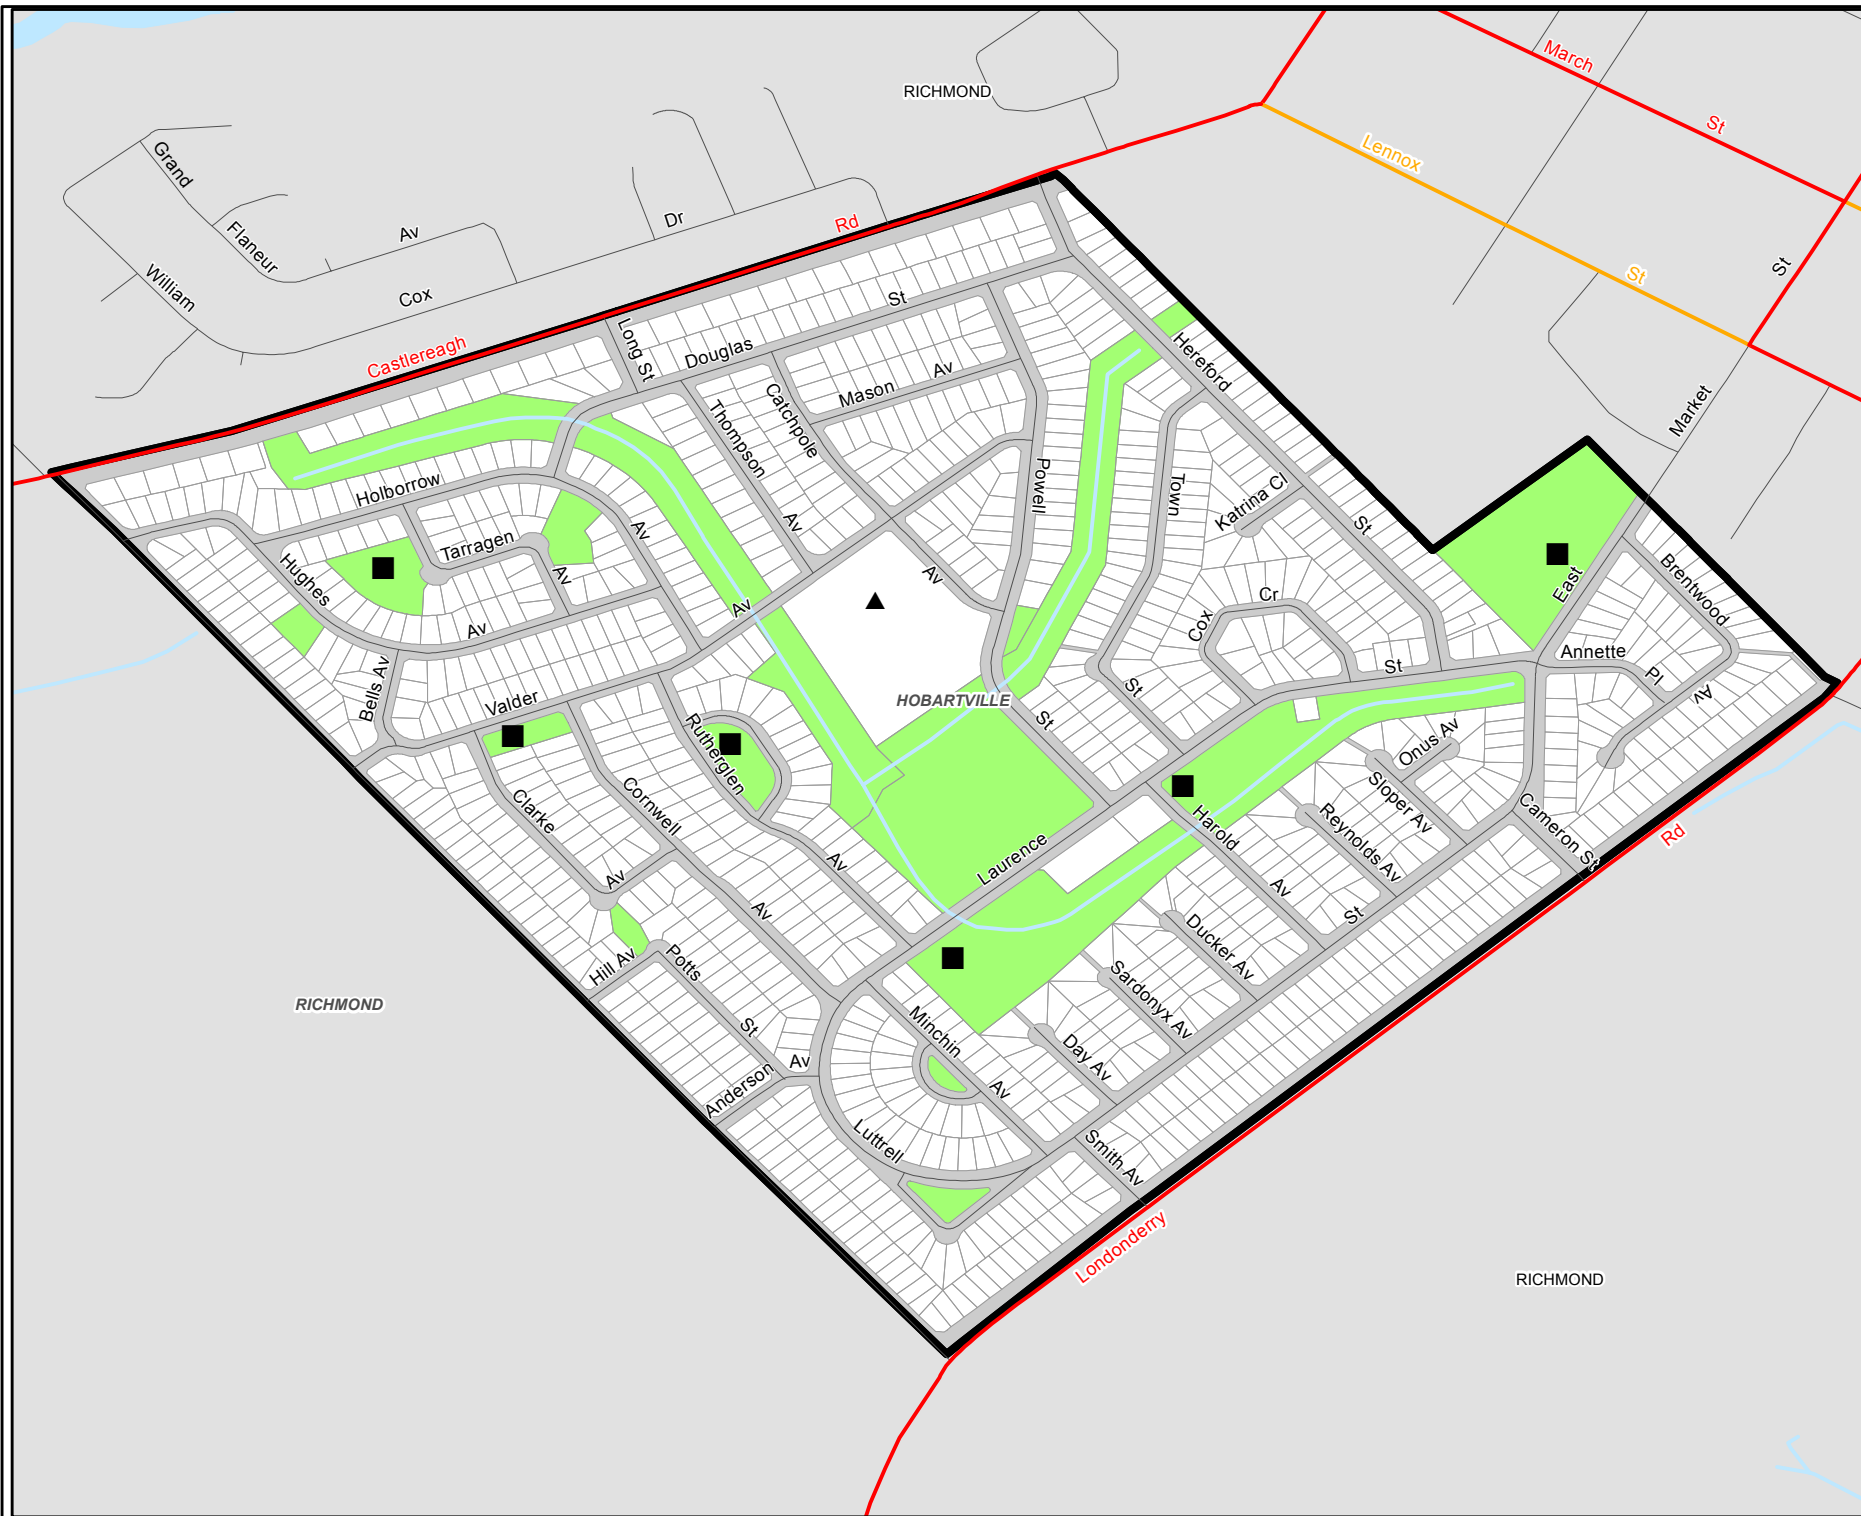 March
RICHMOND
St
Lennox
Grand
Flaneur
Av
Dr
Rd
William
Cox
St
St
Castlereagh
Long St
Douglas
St
Mason
Av
Hereford
Market
Catchpole
Thompson
Holborrow
Powell
Town
Katrina Cl
St
Av
Av
Tarragen
Av
Hughes
Av
East
Brentwood
Av
Av
Cox
Cr
Annette
Pl
Av
Bells Av
Valder
HOBARTVILLE
St
St
St
Rutherglen
Onus Av
Sloper Av
Cornwell
Clarke
Harold
Reynolds Av
Cameron St
Rd
Laurence
Av
Av
Av
Av
St
Ducker Av
Hill Av
Potts
Sardonyx Av
RICHMOND
St
Minchin
Day Av
Av
Anderson
Av
Luttrell
Smith Av
Londonderry
RICHMOND